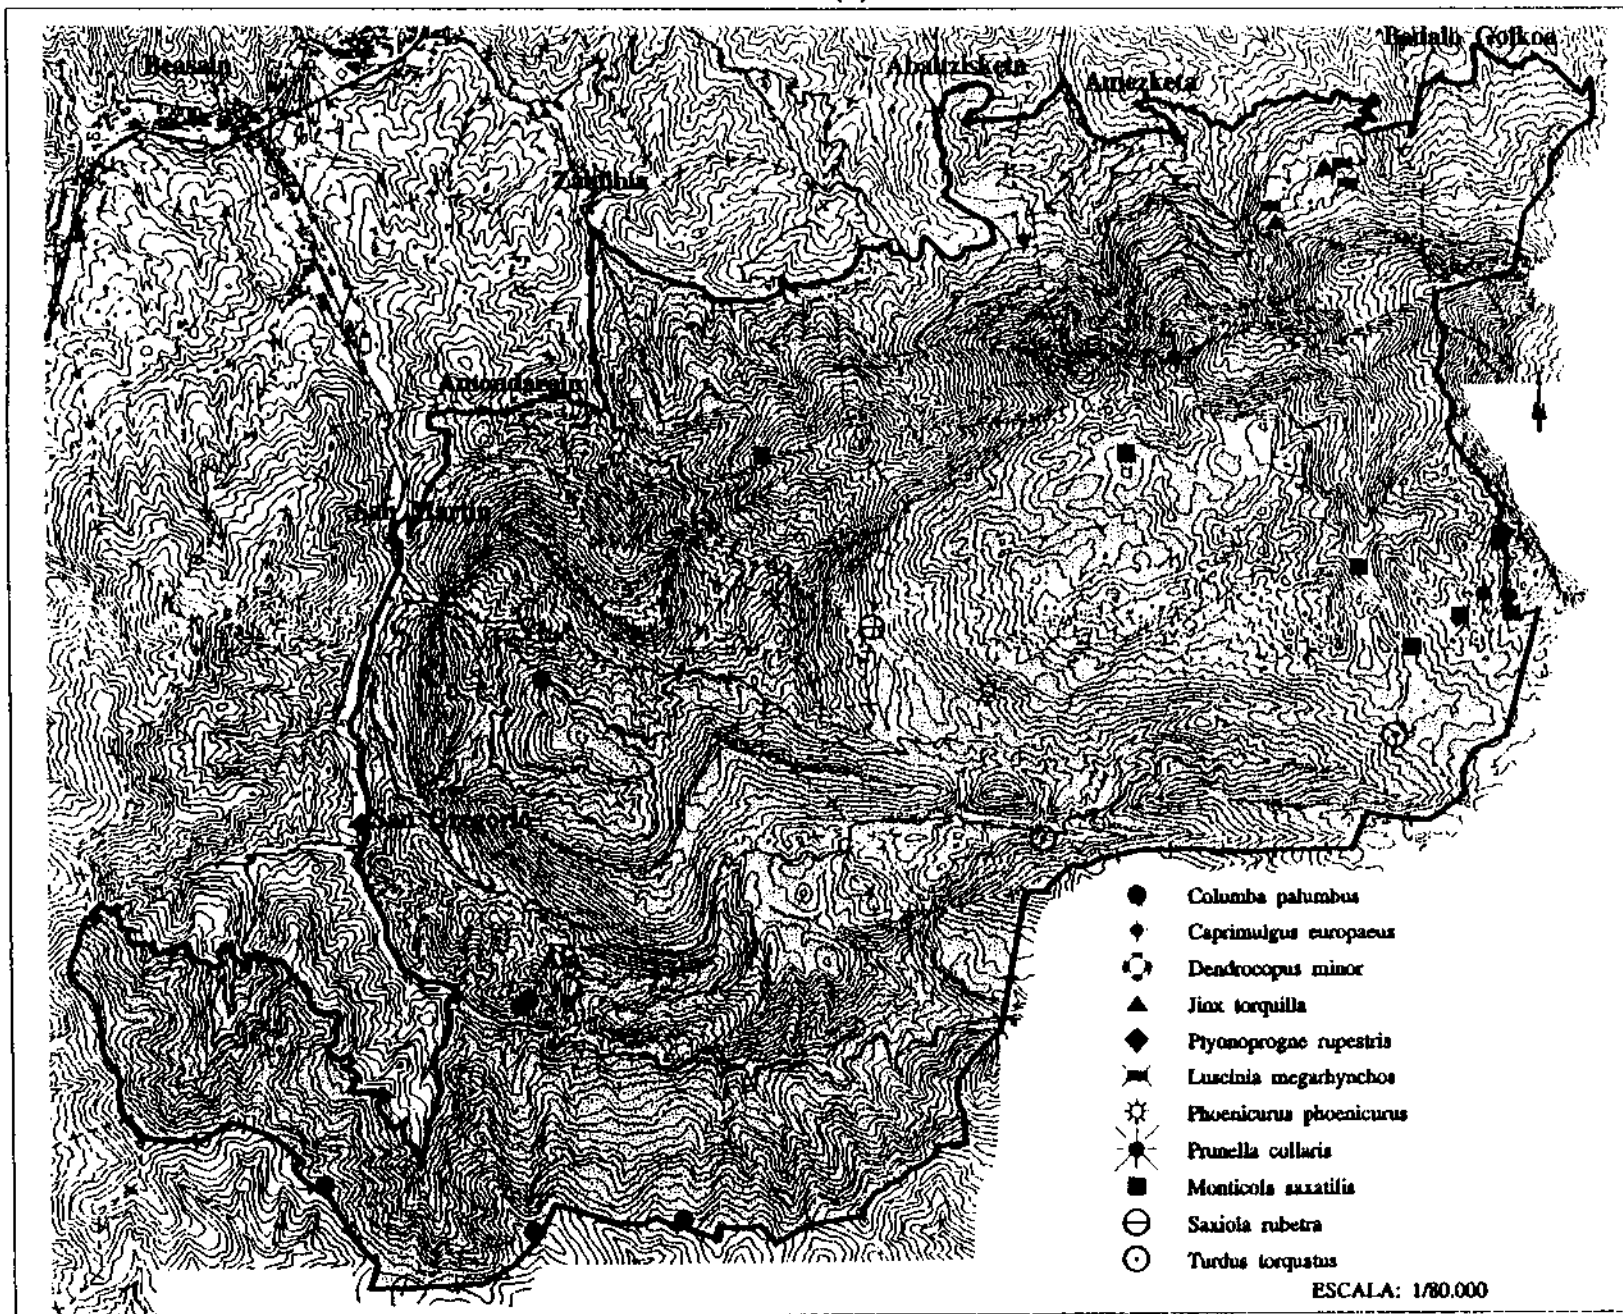 Beasain
Abaltzisketa
Amezketa
Zaldibia
Amondarain
San Martin
San Gregorio
Columba palumbus
Caprimulgus europaeus
Dendrocopus minor
Jinx torquilla
Ptyonoprogne rupestris
Luscinia megarhynchos
Phoenicurus phoenicurus
Prunella collaris
Monticola saxatilis
Saxiola rubetra
Turdus torquatus
ESCALA: 1/80.000